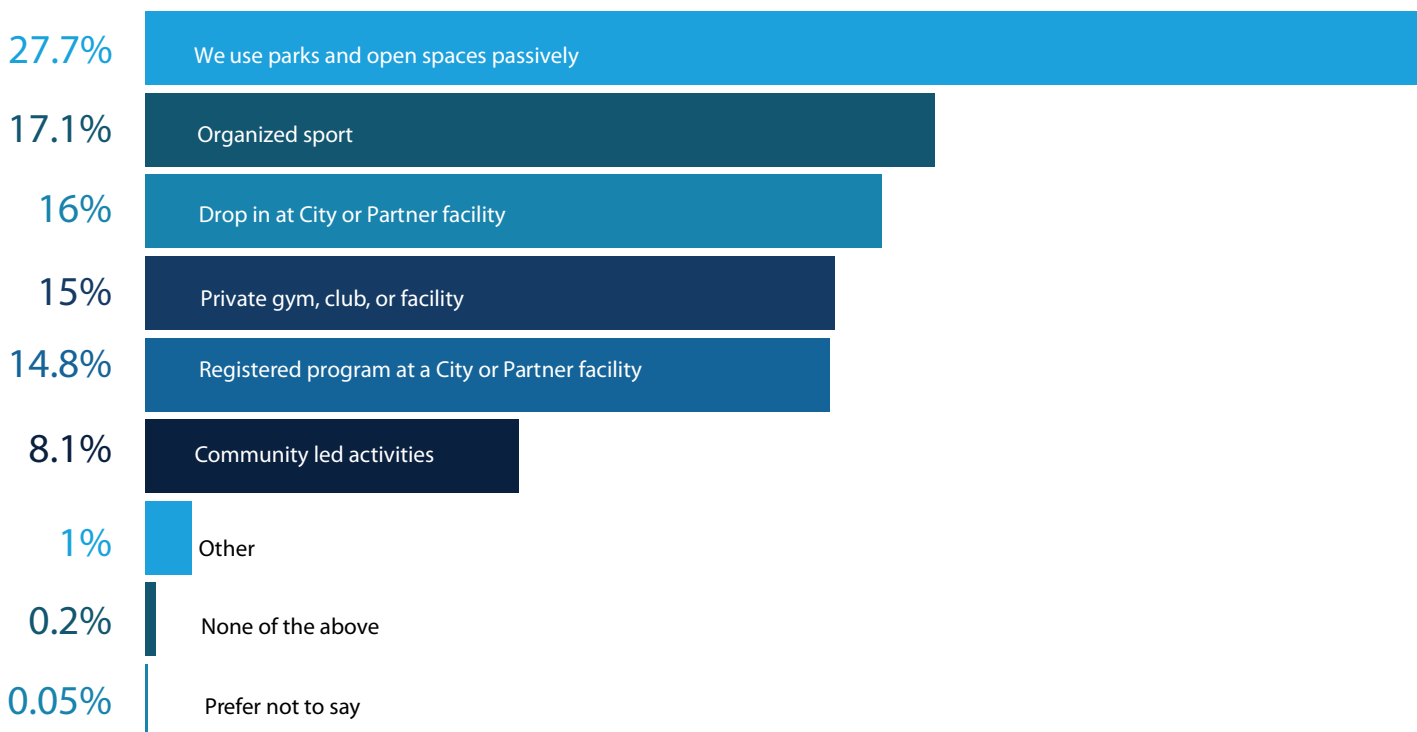 27.7% We use parks and open spaces passively
17.1% Organized sport
16% Drop in at City or Partner facility
15% Private gym, club, or facility
14.8% Registered program at a City or Partner facility
8.1% Community led activities
1% Other
0.2% None of the above
0.05% Prefer not to say